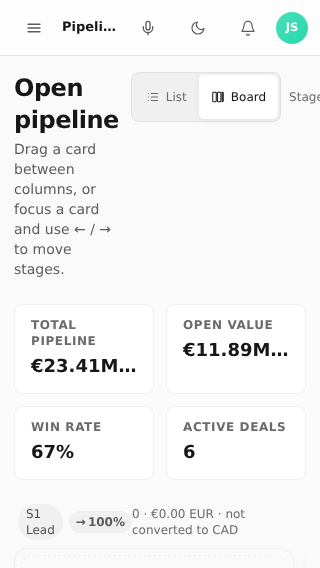 Pipeli…
JS
Open
pipeline
List
Board
Stage
Drag a card
between
columns, or
focus a card
and use ← / →
to move
stages.
TOTAL
PIPELINE
€23.41M…
OPEN VALUE
€11.89M…
WIN RATE
67%
ACTIVE DEALS
6
S1
Lead
→ 100%
0 · €0.00 EUR · not
converted to CAD